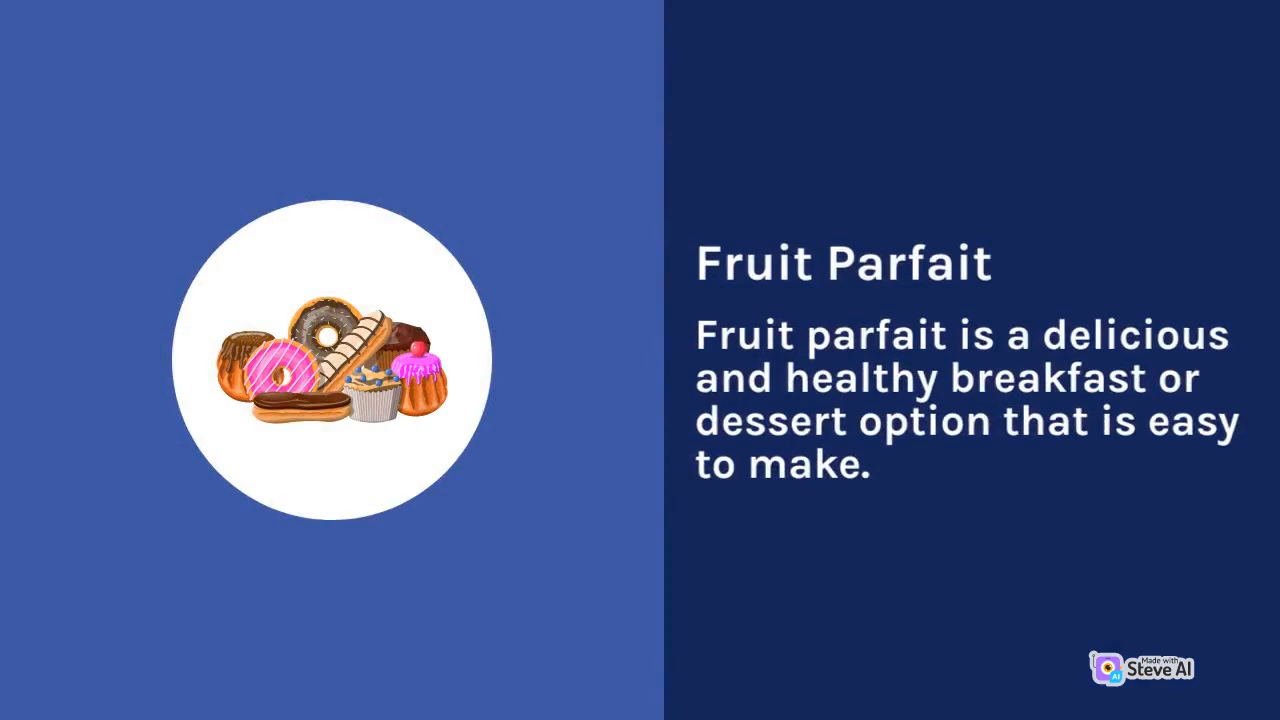 Fruit Parfait
Fruit parfait is a delicious
and healthy breakfast or
dessert option that is easy
to make.
Made with
Steve AI
AI